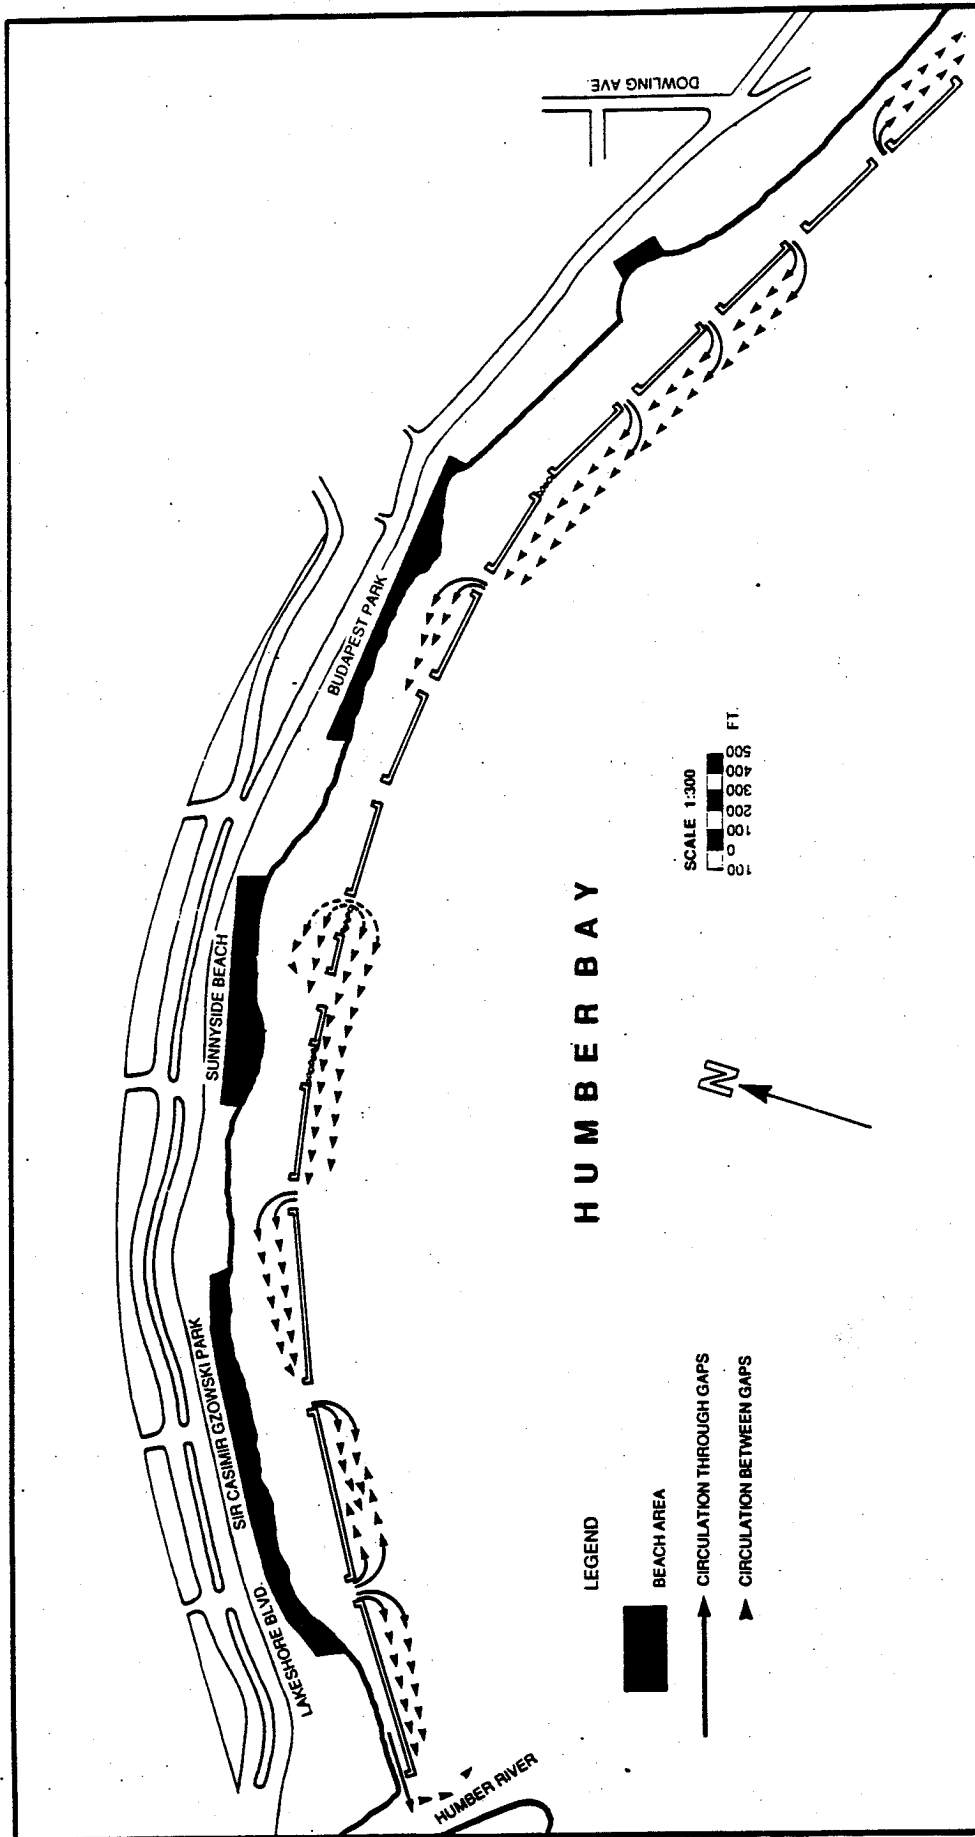 DOWLING AVE.
BUDAPEST PARK
SUNNYSIDE BEACH
SIR CASIMIR GZOWSKI PARK
LAKESHORE BLVD.
HUMBER RIVER
HUMBER BAY
N
SCALE 1:300
100 0 100 200 300 400 500 FT.
LEGEND
BEACH AREA
CIRCULATION THROUGH GAPS
CIRCULATION BETWEEN GAPS